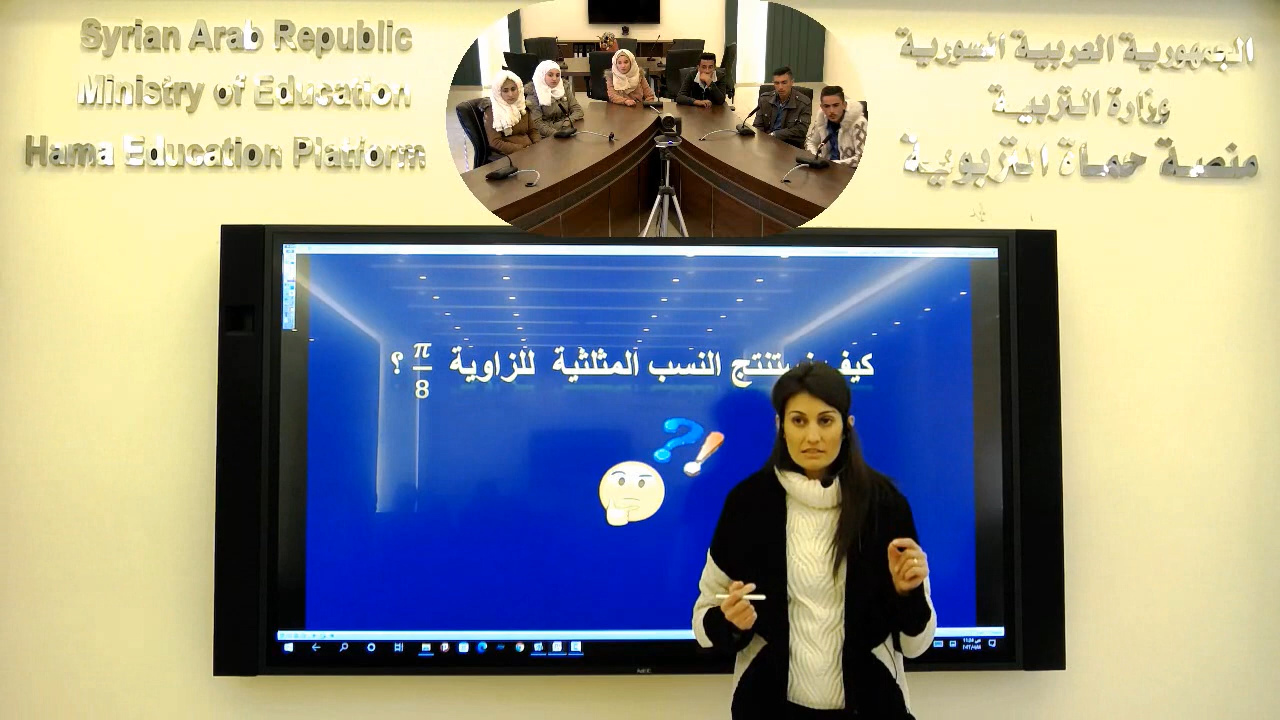 Syrian Arab Republic
Ministry of Education
Hama Education Platform
الجمهورية العربية السورية
وزارة التربية
منصة حماة التربوية
كيف نستنتج النسب المثلثية للزاوية π/8 ؟